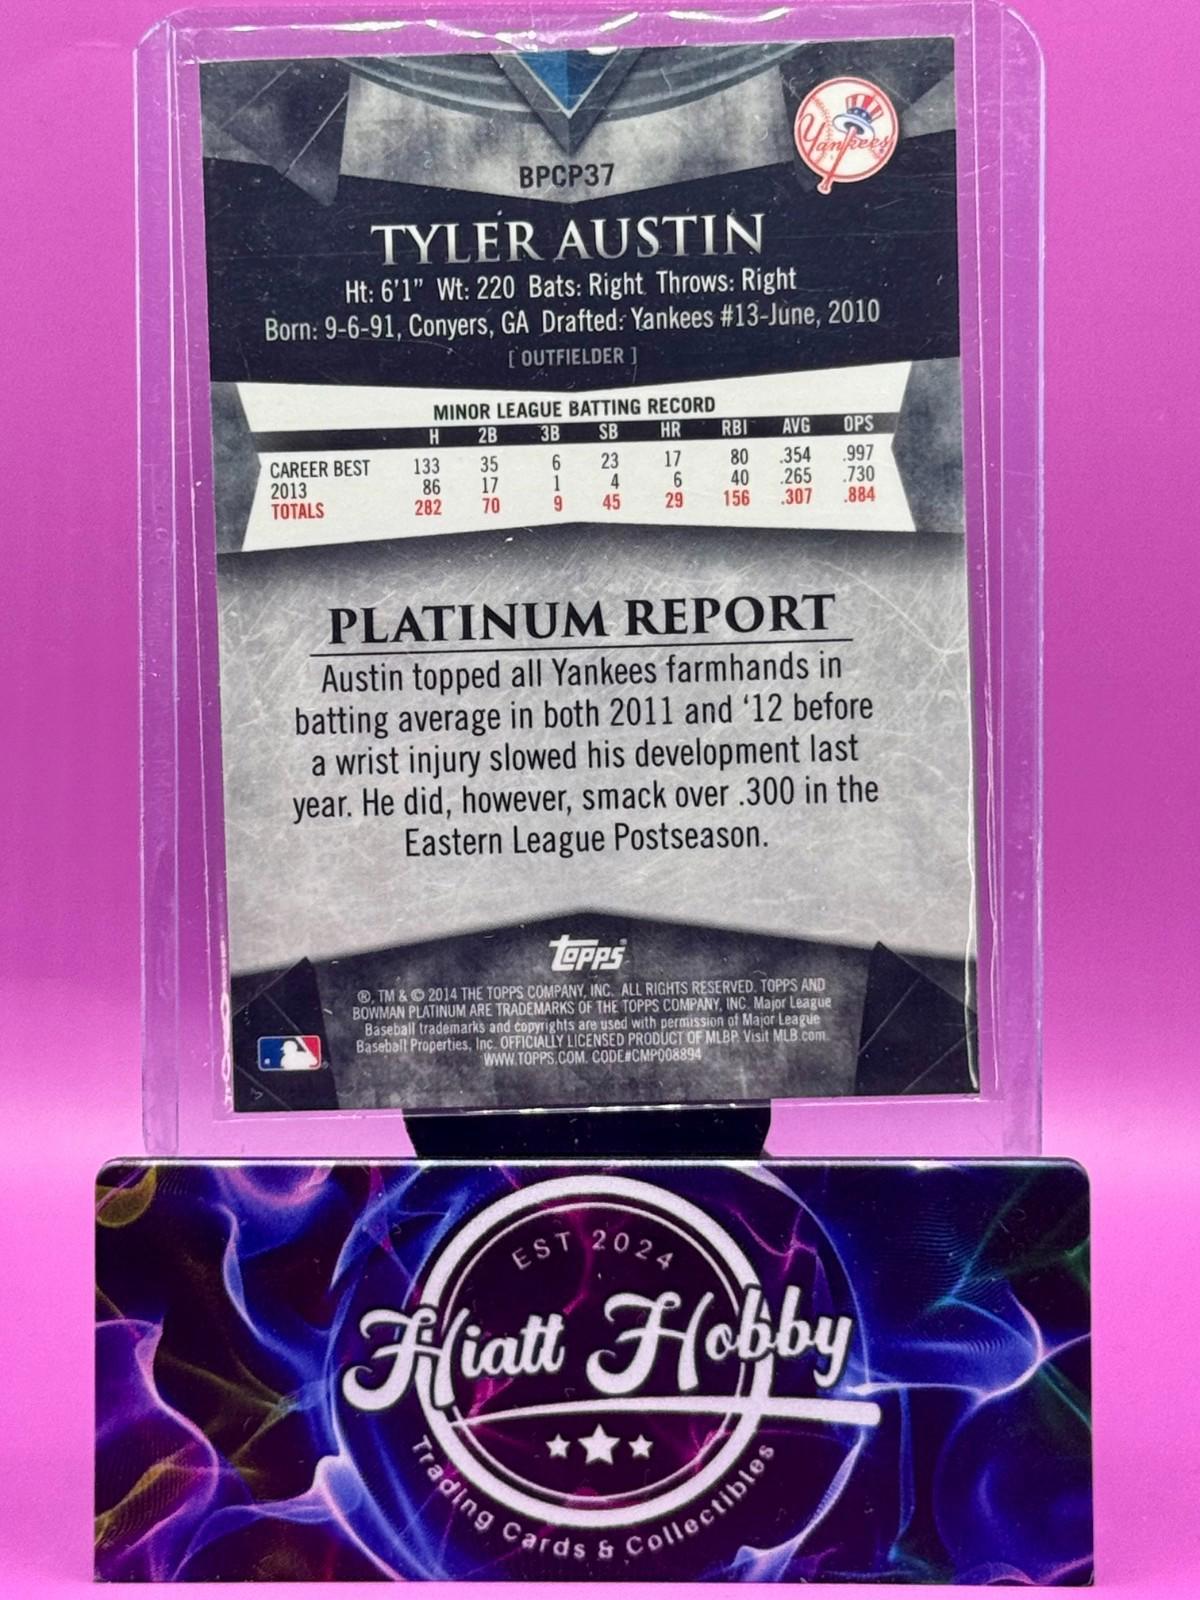 Yankees
BPCP37
TYLER AUSTIN
Ht: 6'1" Wt: 220 Bats: Right Throws: Right
Born: 9-6-91, Conyers, GA Drafted: Yankees #13-June, 2010
[ OUTFIELDER ]
MINOR LEAGUE BATTING RECORD
H 2B 3B SB HR RBI AVG OPS
CAREER BEST 133 35 6 23 17 80 .354 .997
2013 86 17 1 4 6 40 .265 .730
TOTALS 282 70 9 45 29 156 .307 .884
PLATINUM REPORT
Austin topped all Yankees farmhands in
batting average in both 2011 and '12 before
a wrist injury slowed his development last
year. He did, however, smack over .300 in the
Eastern League Postseason.
topps®
®, TM & © 2014 THE TOPPS COMPANY, INC. ALL RIGHTS RESERVED. TOPPS AND
BOWMAN PLATINUM ARE TRADEMARKS OF THE TOPPS COMPANY, INC. Major League
Baseball trademarks and copyrights are used with permission of Major League
Baseball Properties, Inc. OFFICIALLY LICENSED PRODUCT OF MLBP. Visit MLB.com.
WWW.TOPPS.COM. CODE#CMP008894
EST 2024
Hiatt Hobby
Trading Cards & Collectibles